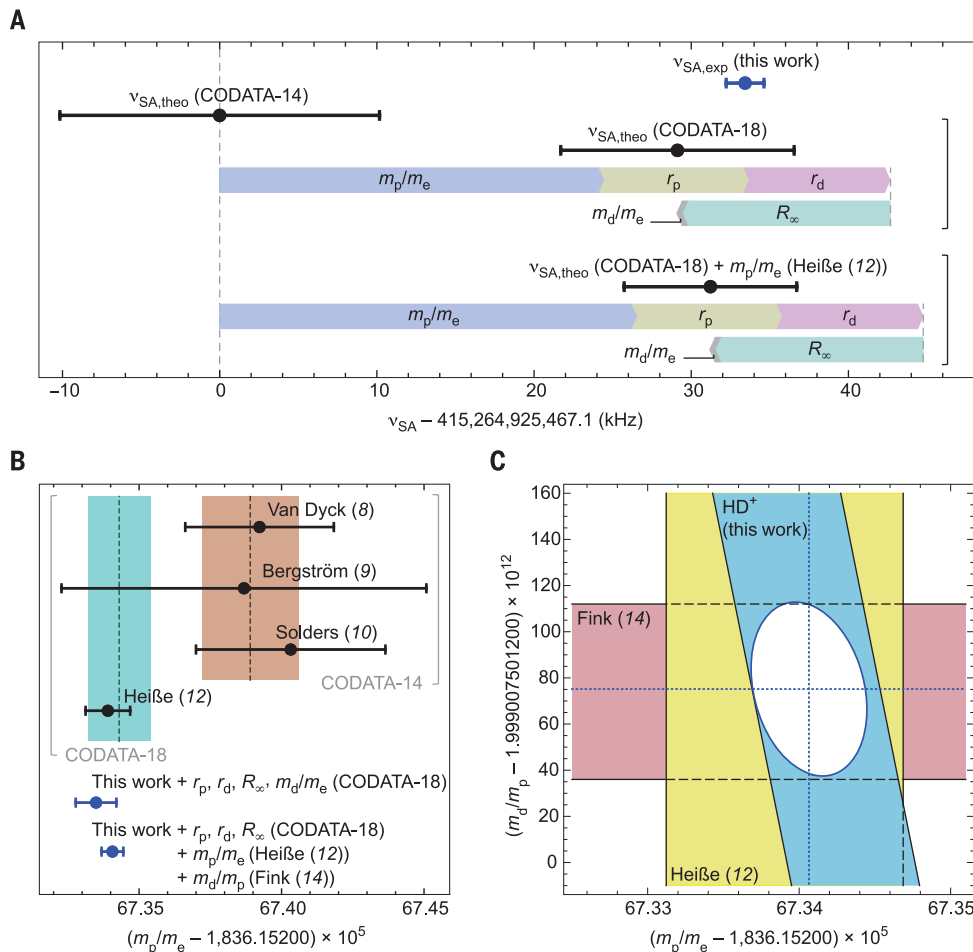 A
ν_SA,exp (this work)
ν_SA,theo (CODATA-14)
ν_SA,theo (CODATA-18)
m_p/m_e
r_p
r_d
m_d/m_e
R_∞
ν_SA,theo (CODATA-18) + m_p/m_e (Heiße (12))
m_p/m_e
r_p
r_d
m_d/m_e
R_∞
−10 0 10 20 30 40
ν_SA – 415,264,925,467.1 (kHz)
B
Van Dyck (8)
Bergström (9)
Solders (10)
CODATA-14
Heiße (12)
CODATA-18
This work + r_p, r_d, R_∞, m_d/m_e (CODATA-18)
This work + r_p, r_d, R_∞ (CODATA-18)
+ m_p/m_e (Heiße (12))
+ m_d/m_p (Fink (14))
67.35 67.40 67.45
(m_p/m_e – 1,836.15200) × 10^5
C
(m_d/m_p – 1.999007501200) × 10^12
160
140
120
100
80
60
40
20
0
HD^+
(this work)
Fink (14)
Heiße (12)
67.33 67.34 67.35
(m_p/m_e – 1,836.15200) × 10^5